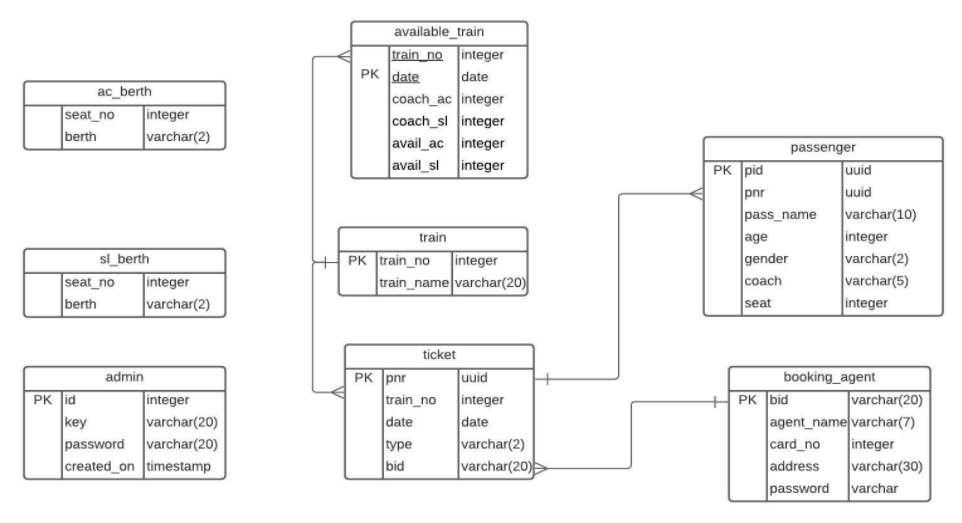 available_train
train_no integer
PK date date
coach_ac integer
coach_sl integer
avail_ac integer
avail_sl integer
ac_berth
seat_no integer
berth varchar(2)
passenger
PK pid uuid
pnr uuid
pass_name varchar(10)
age integer
gender varchar(2)
coach varchar(5)
seat integer
train
PK train_no integer
train_name varchar(20)
sl_berth
seat_no integer
berth varchar(2)
ticket
PK pnr uuid
train_no integer
date date
type varchar(2)
bid varchar(20)
admin
PK id integer
key varchar(20)
password varchar(20)
created_on timestamp
booking_agent
PK bid varchar(20)
agent_name varchar(7)
card_no integer
address varchar(30)
password varchar